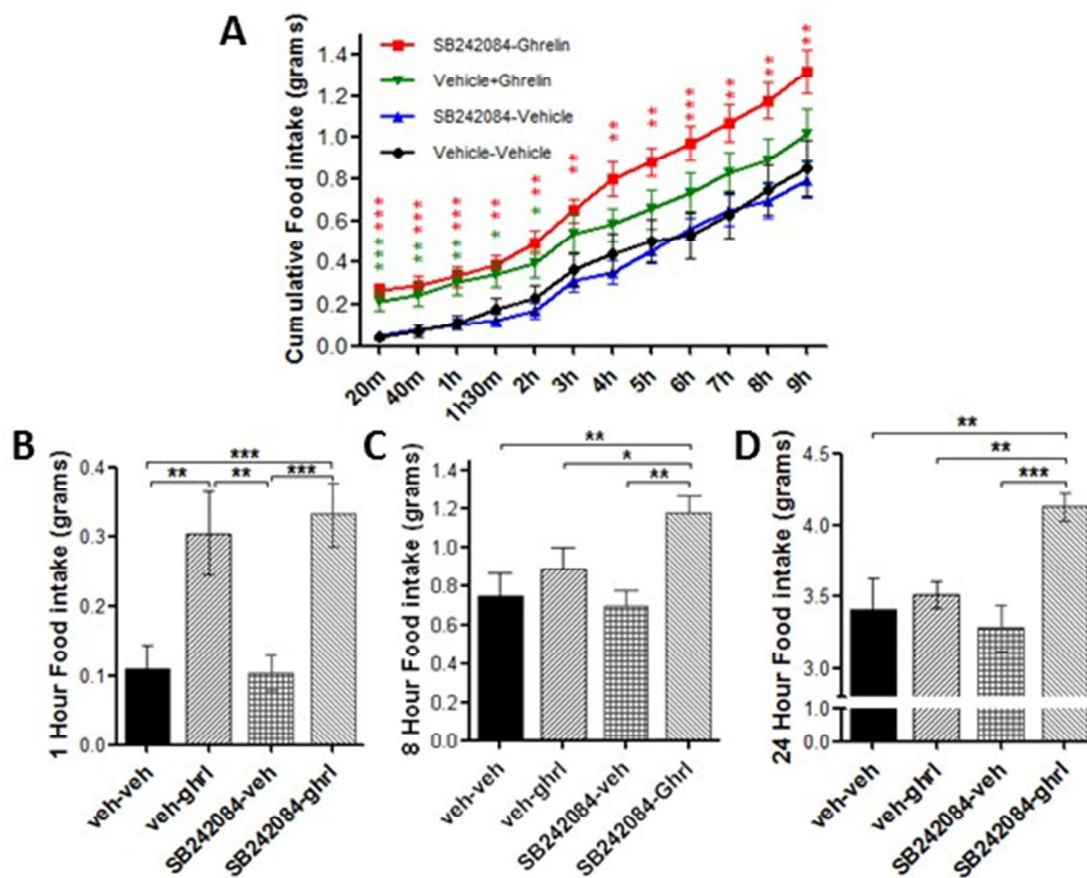 A
Cumulative Food intake (grams)
1.4
1.2
1.0
0.8
0.6
0.4
0.2
0.0
SB242084-Ghrelin
Vehicle+Ghrelin
SB242084-Vehicle
Vehicle-Vehicle
*** *** *** ** ** ** ** ** *** ** *** **
*** ** ** * *
20m 40m 1h 1h30m 2h 3h 4h 5h 6h 7h 8h 9h
B
1 Hour Food intake (grams)
0.4
0.3
0.2
0.1
0.0
***
** ** ***
veh-veh veh-ghrl SB242084-veh SB242084-ghrl
C
8 Hour Food intake (grams)
1.4
1.2
1.0
0.8
0.6
0.4
0.2
0.0
**
*
**
veh-veh veh-ghrl SB242084-veh SB242084-Ghrl
D
24 Hour Food intake (grams)
4.5
4.0
3.5
3.0
1.0
0.0
**
**
***
veh-veh veh-ghrl SB242084-veh SB242084-ghrl